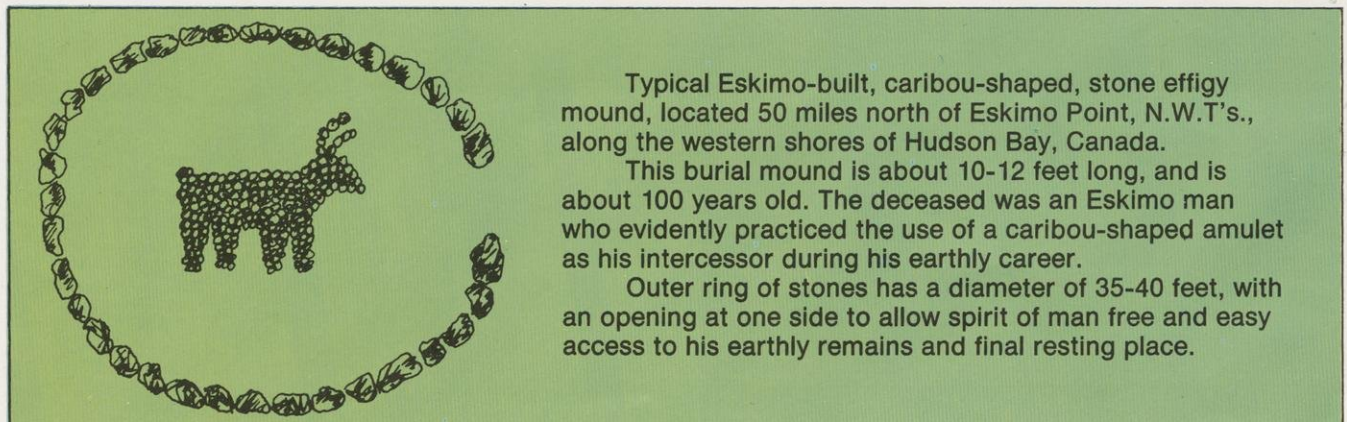 Typical Eskimo-built, caribou-shaped, stone effigy
mound, located 50 miles north of Eskimo Point, N.W.T's.,
along the western shores of Hudson Bay, Canada.
This burial mound is about 10-12 feet long, and is
about 100 years old. The deceased was an Eskimo man
who evidently practiced the use of a caribou-shaped amulet
as his intercessor during his earthly career.
Outer ring of stones has a diameter of 35-40 feet, with
an opening at one side to allow spirit of man free and easy
access to his earthly remains and final resting place.